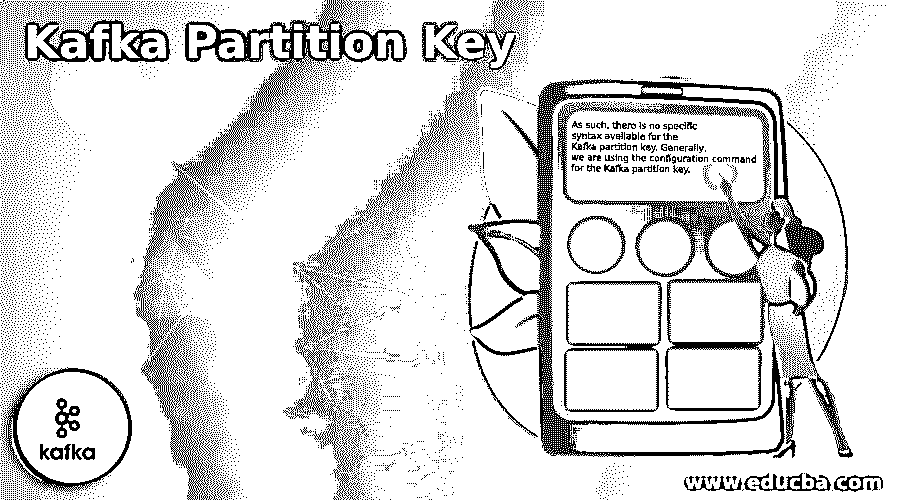 Kafka Partition Key
As such, there is no specific
syntax available for the
Kafka partition key. Generally,
we are using the configuration command
for the Kafka partition key.
kafka
www.educba.com